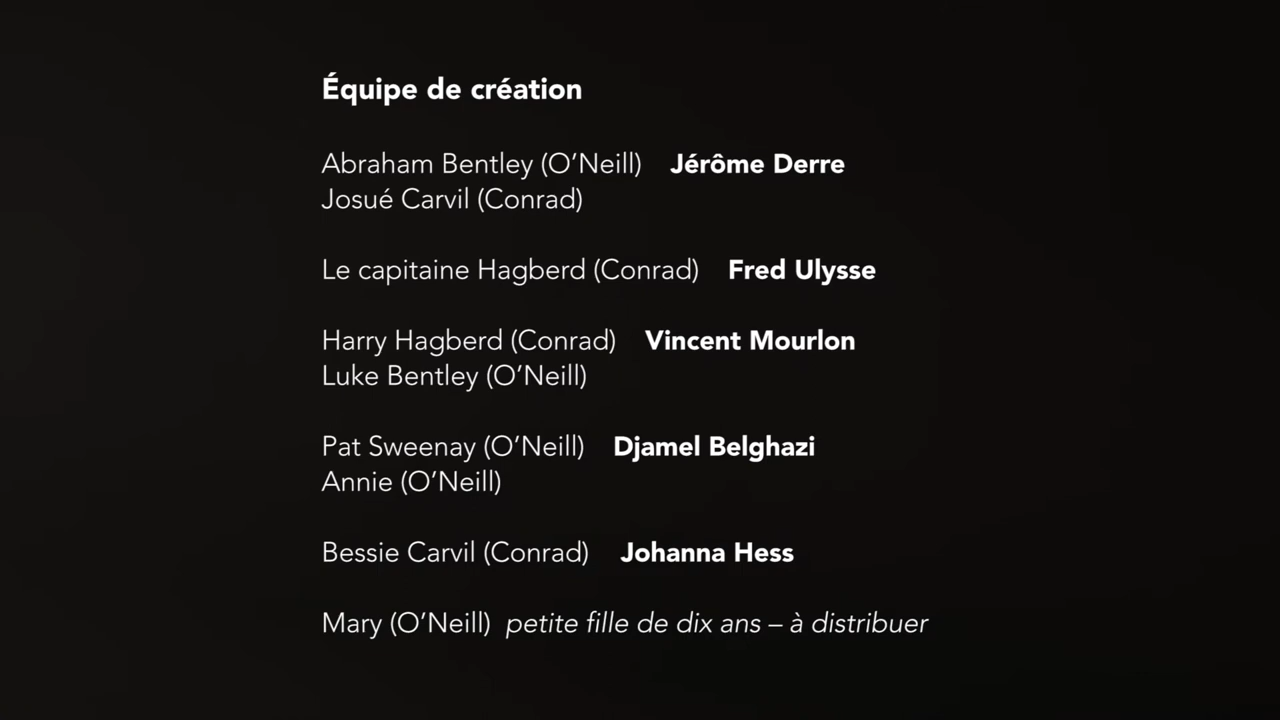 Équipe de création
Abraham Bentley (O’Neill) Jérôme Derre
Josué Carvil (Conrad)
Le capitaine Hagberd (Conrad) Fred Ulysse
Harry Hagberd (Conrad) Vincent Mourlon
Luke Bentley (O’Neill)
Pat Sweenay (O’Neill) Djamel Belghazi
Annie (O’Neill)
Bessie Carvil (Conrad) Johanna Hess
Mary (O’Neill) petite fille de dix ans – à distribuer